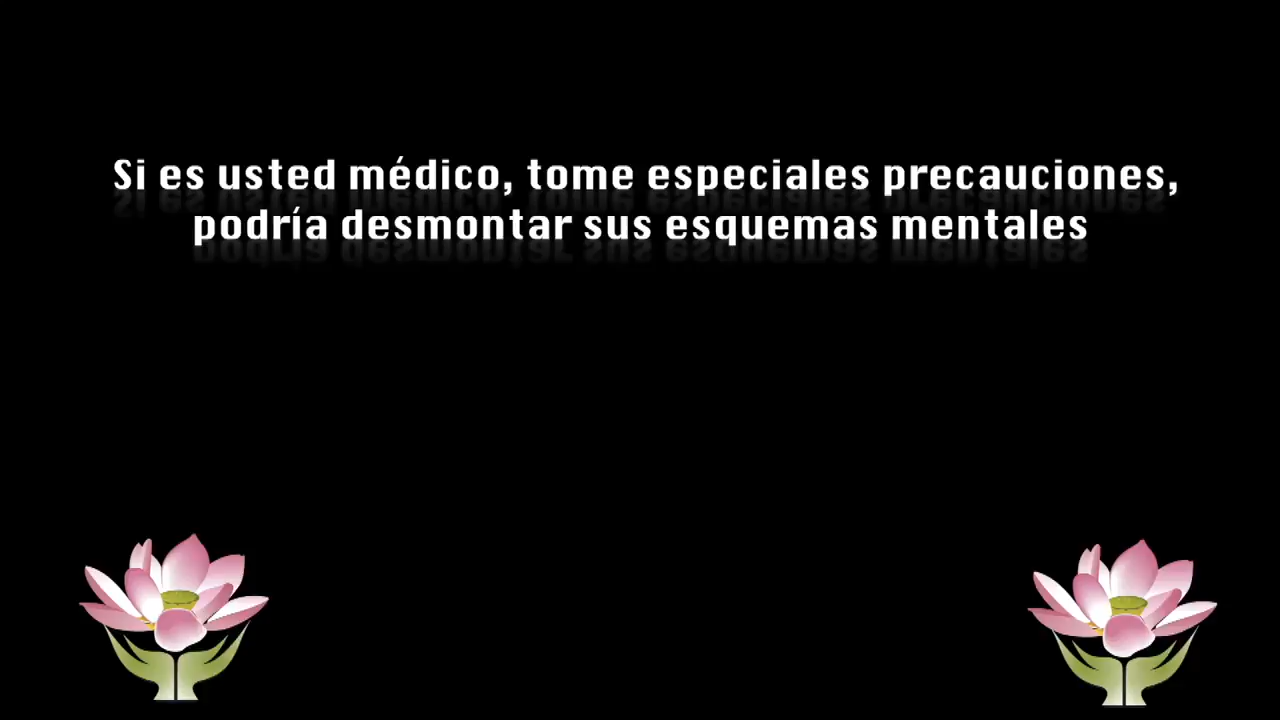 Si es usted médico, tome especiales precauciones,
podría desmontar sus esquemas mentales